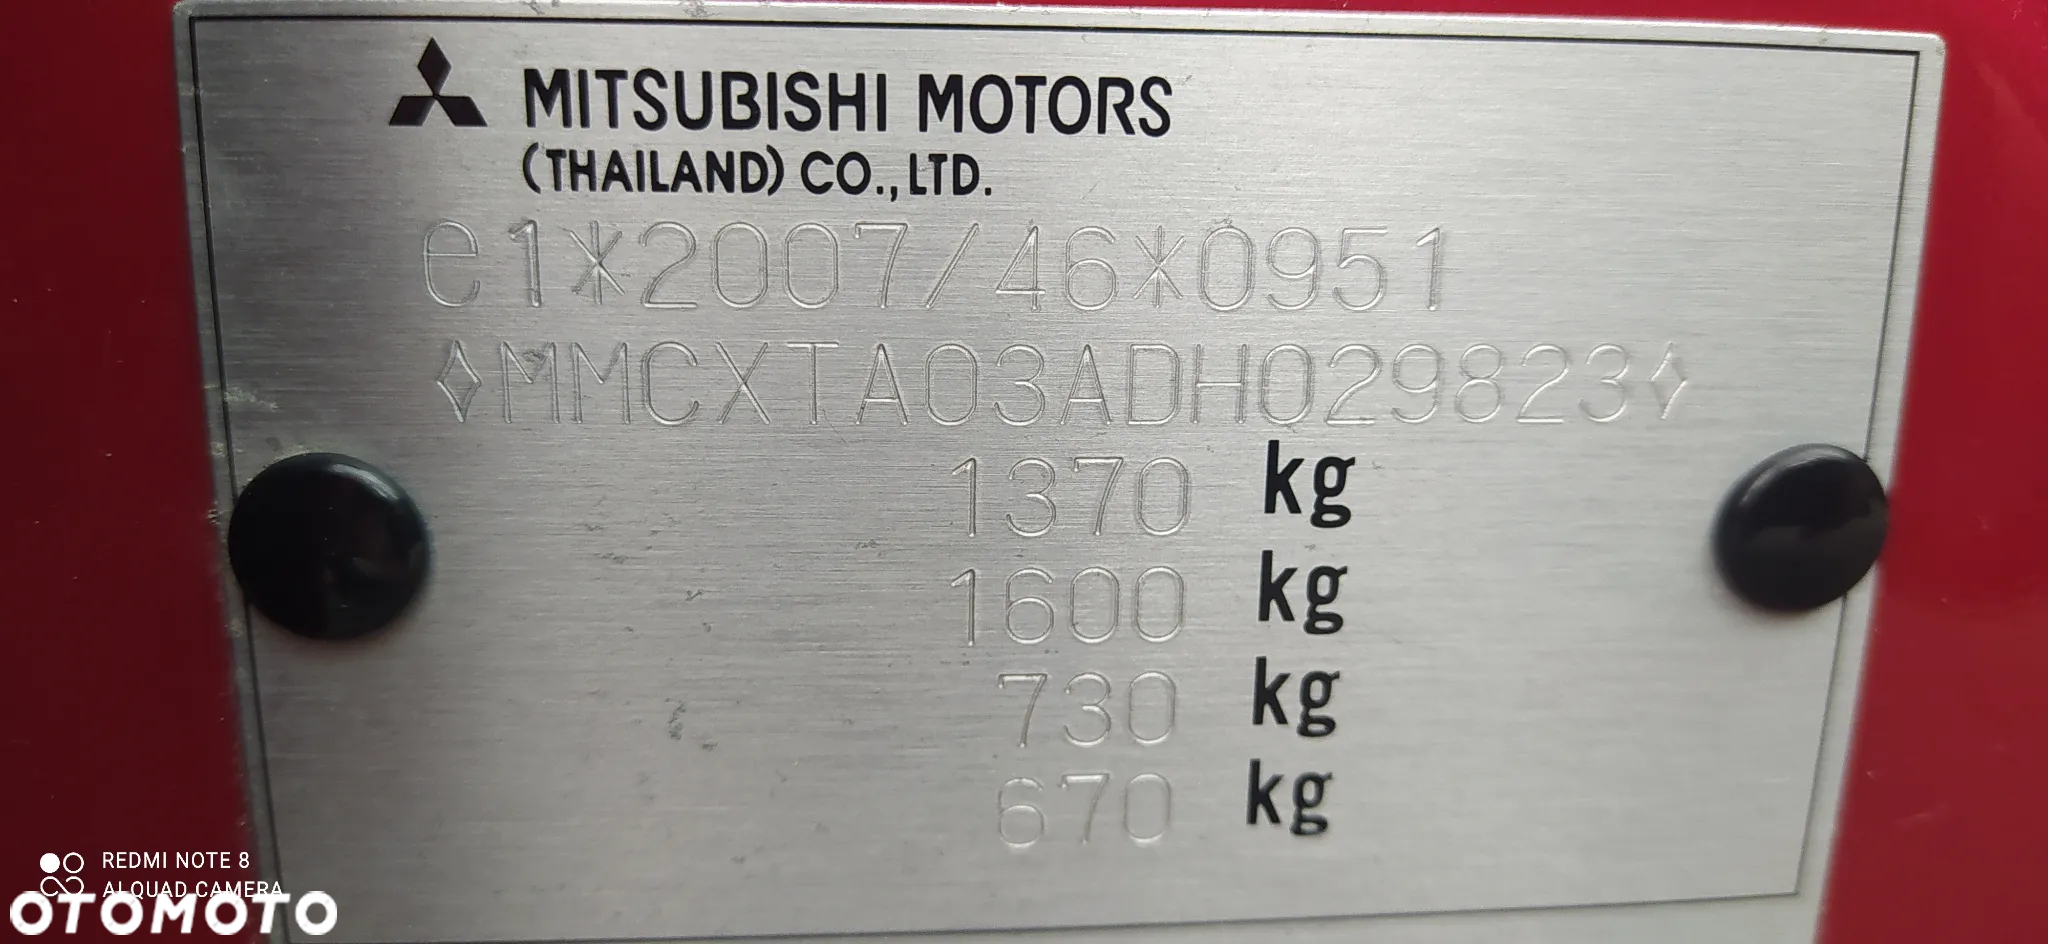 MITSUBISHI MOTORS
(THAILAND) CO., LTD.
e1*2007/46*0951
◊MMCXTA03ADH029823◊
1370 kg
1600 kg
730 kg
670 kg
REDMI NOTE 8
AI QUAD CAMERA
OTOMOTO